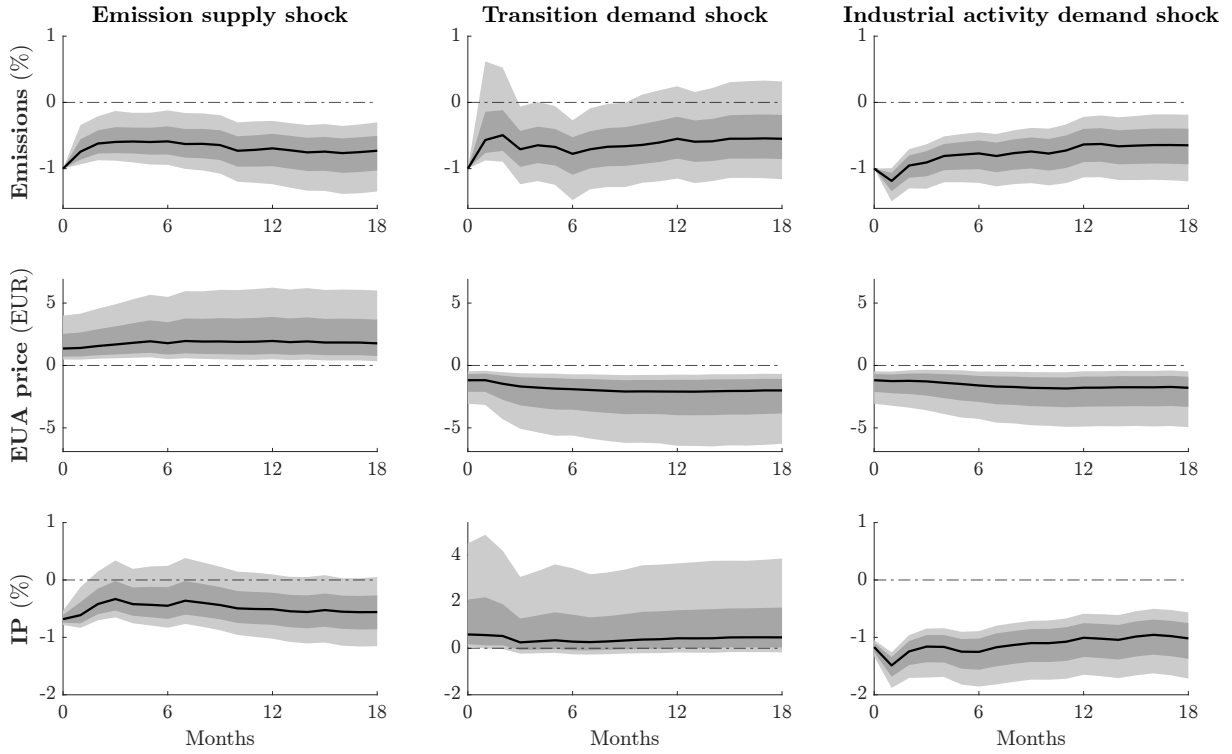 Emission supply shock Transition demand shock Industrial activity demand shock
Emissions (%)
1
0
-1
0 6 12 18
1
0
-1
0 6 12 18
1
0
-1
0 6 12 18
EUA price (EUR)
5
0
-5
0 6 12 18
5
0
-5
0 6 12 18
5
0
-5
0 6 12 18
IP (%)
1
0
-1
-2
0 6 12 18
Months
4
2
0
-2
0 6 12 18
Months
1
0
-1
-2
0 6 12 18
Months